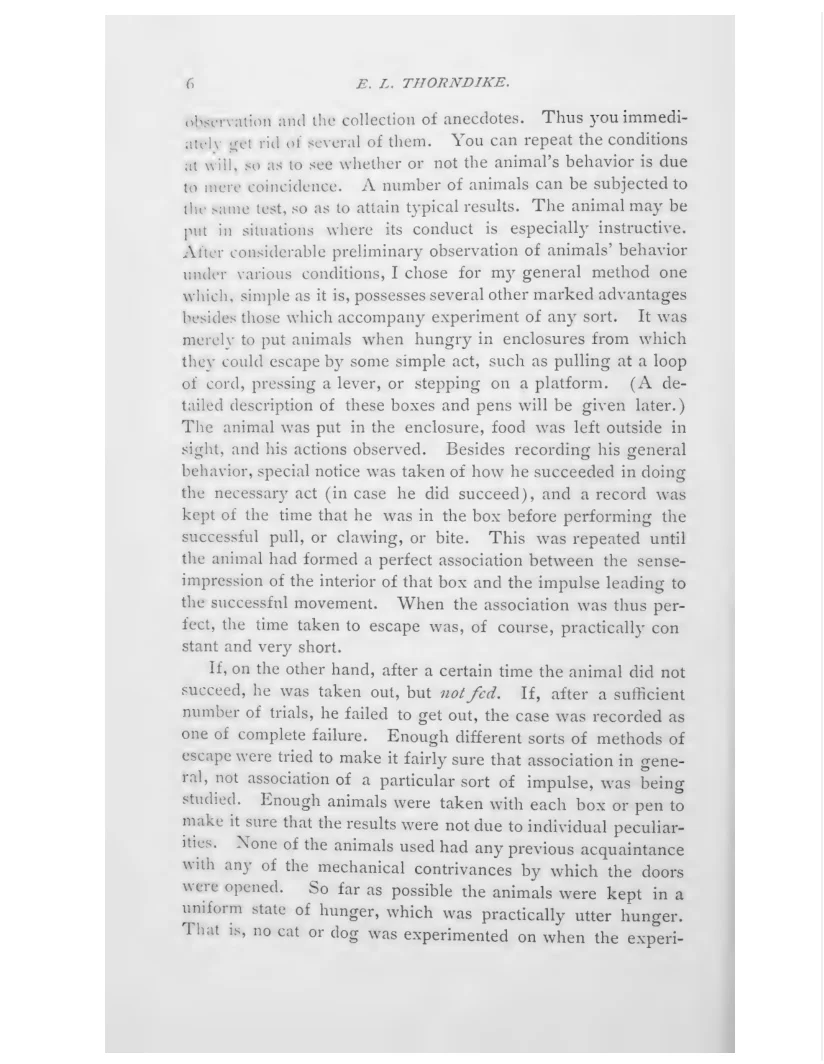 6
E. L. THORNDIKE.
observation and the collection of anecdotes. Thus you immedi-
ately get rid of several of them. You can repeat the conditions
at will, so as to see whether or not the animal's behavior is due
to mere coincidence. A number of animals can be subjected to
the same test, so as to attain typical results. The animal may be
put in situations where its conduct is especially instructive.
After considerable preliminary observation of animals' behavior
under various conditions, I chose for my general method one
which, simple as it is, possesses several other marked advantages
besides those which accompany experiment of any sort. It was
merely to put animals when hungry in enclosures from which
they could escape by some simple act, such as pulling at a loop
of cord, pressing a lever, or stepping on a platform. (A de-
tailed description of these boxes and pens will be given later.)
The animal was put in the enclosure, food was left outside in
sight, and his actions observed. Besides recording his general
behavior, special notice was taken of how he succeeded in doing
the necessary act (in case he did succeed), and a record was
kept of the time that he was in the box before performing the
successful pull, or clawing, or bite. This was repeated until
the animal had formed a perfect association between the sense-
impression of the interior of that box and the impulse leading to
the successful movement. When the association was thus per-
fect, the time taken to escape was, of course, practically con
stant and very short.
If, on the other hand, after a certain time the animal did not
succeed, he was taken out, but not fed. If, after a sufficient
number of trials, he failed to get out, the case was recorded as
one of complete failure. Enough different sorts of methods of
escape were tried to make it fairly sure that association in gene-
ral, not association of a particular sort of impulse, was being
studied. Enough animals were taken with each box or pen to
make it sure that the results were not due to individual peculiar-
ities. None of the animals used had any previous acquaintance
with any of the mechanical contrivances by which the doors
were opened. So far as possible the animals were kept in a
uniform state of hunger, which was practically utter hunger.
That is, no cat or dog was experimented on when the experi-